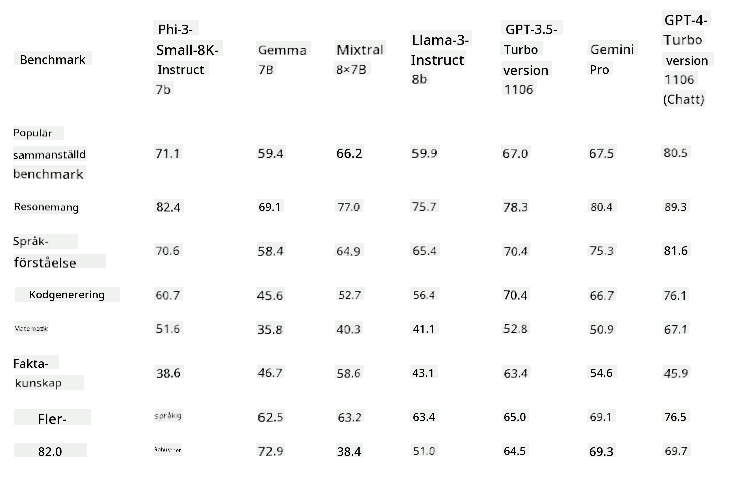 Benchmark
Phi-3-
Small-8K-
Instruct
7b
Gemma
7B
Mixtral
8×7B
Llama-3-
Instruct
8b
GPT-3.5-
Turbo
version
1106
Gemini
Pro
GPT-4-
Turbo
version
1106
(Chatt)
Populär
sammanställd
benchmark
71.1 59.4 66.2 59.9 67.0 67.5 80.5
Resonemang 82.4 69.1 77.0 75.7 78.3 80.4 89.3
Språk-
förståelse
70.6 58.4 64.9 65.4 70.4 75.3 81.6
Kodgenerering 60.7 45.6 52.7 56.4 70.4 66.7 76.1
Matematik 51.6 35.8 40.3 41.1 52.8 50.9 67.1
Fakta-
kunskap
38.6 46.7 58.6 43.1 63.4 54.6 45.9
Fler- språkig 62.5 63.2 63.4 65.0 69.1 76.5
82.0 72.9 38.4 51.0 64.5 69.3 69.7